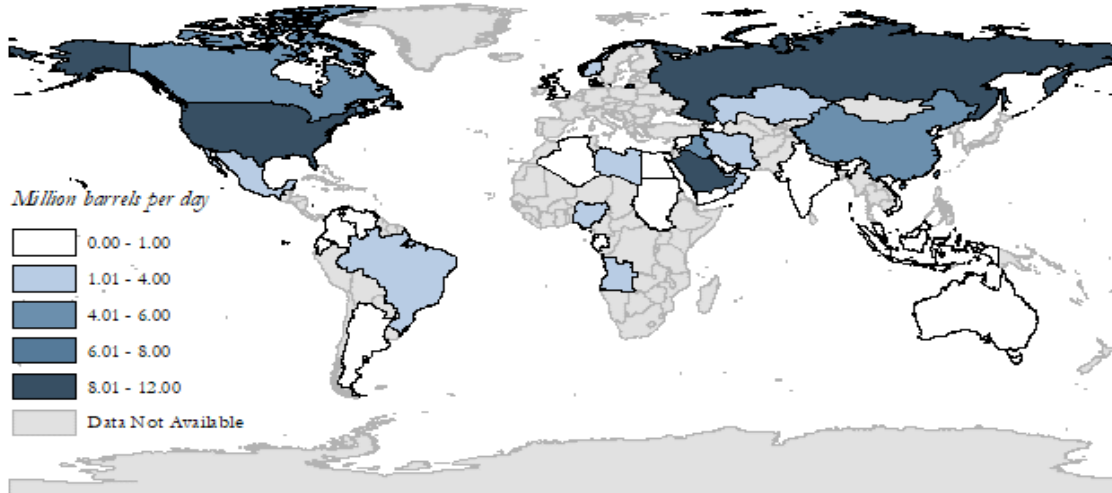 Million barrels per day
0.00 - 1.00
1.01 - 4.00
4.01 - 6.00
6.01 - 8.00
8.01 - 12.00
Data Not Available